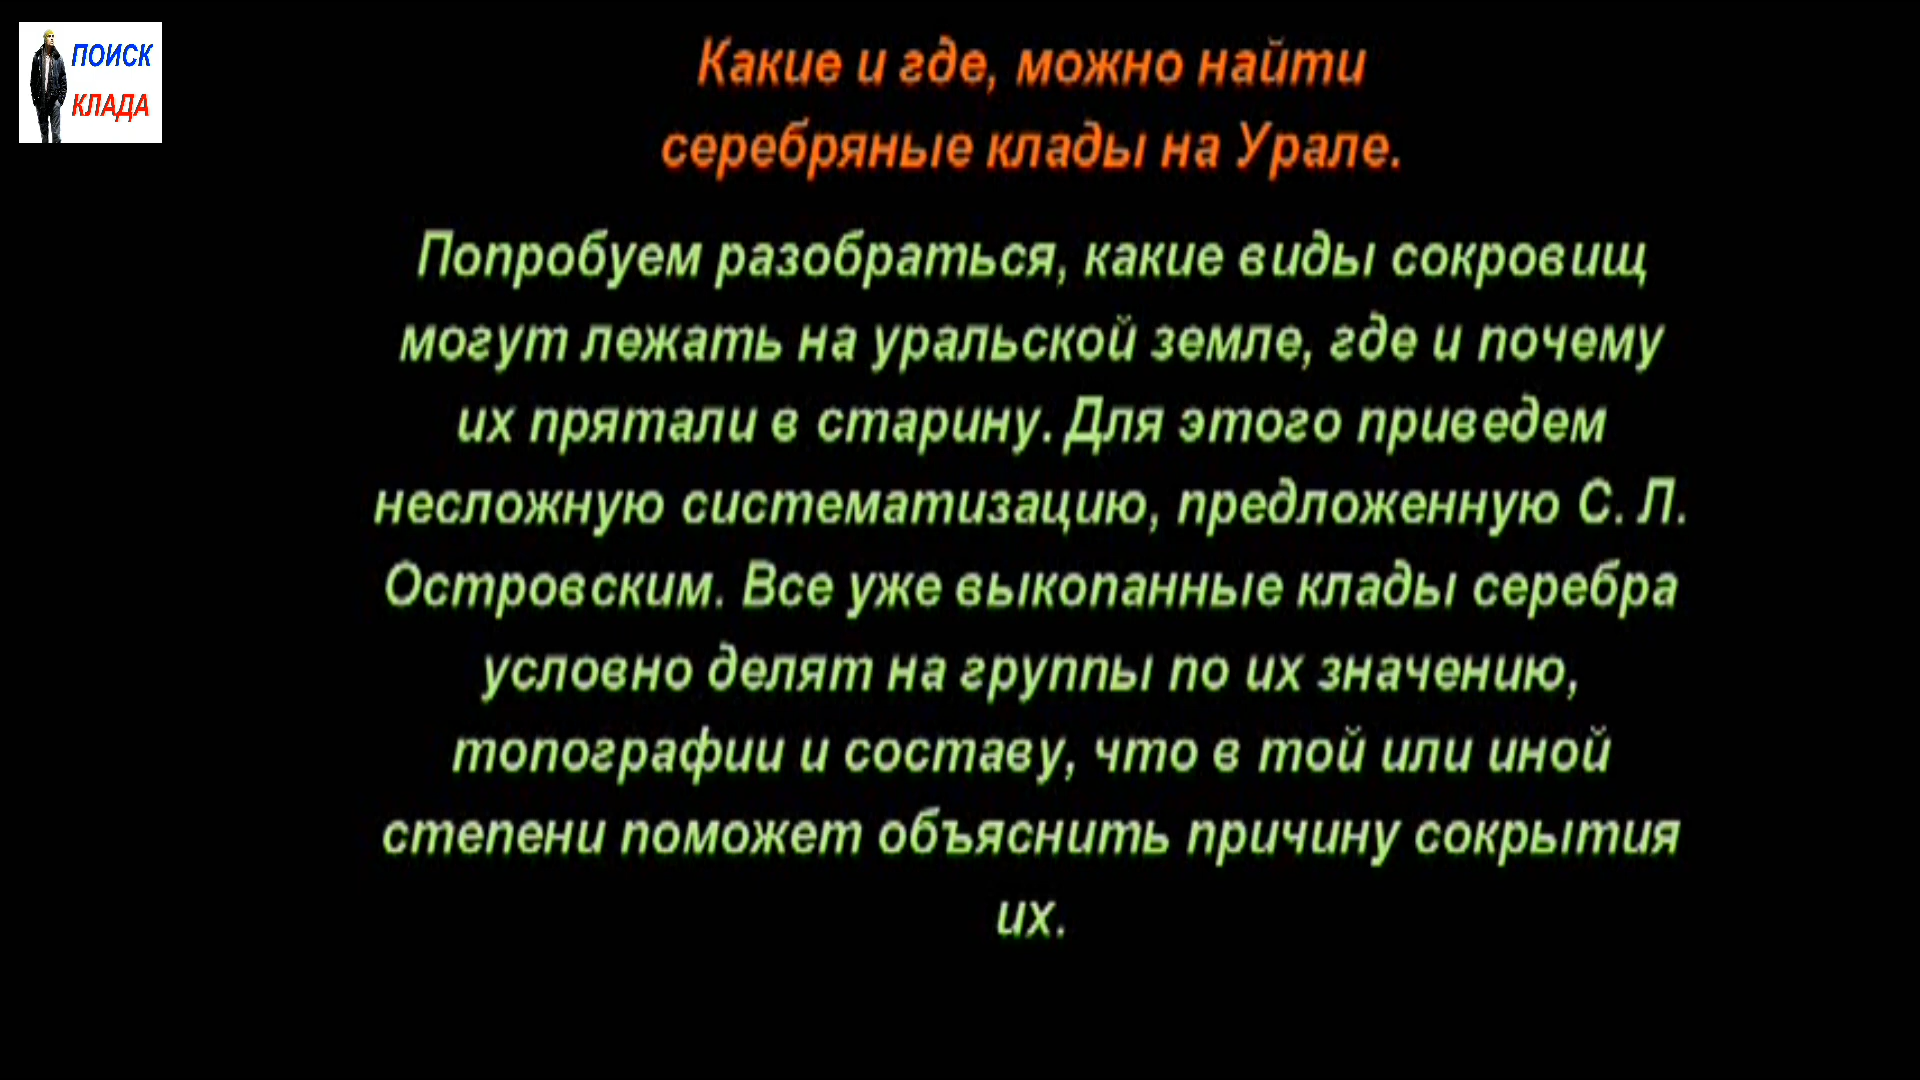 ПОИСК
КЛАДА
Какие и где, можно найти
серебряные клады на Урале.
Попробуем разобраться, какие виды сокровищ
могут лежать на уральской земле, где и почему
их прятали в старину. Для этого приведем
несложную систематизацию, предложенную С. Л.
Островским. Все уже выкопанные клады серебра
условно делят на группы по их значению,
топографии и составу, что в той или иной
степени поможет объяснить причину сокрытия
их.